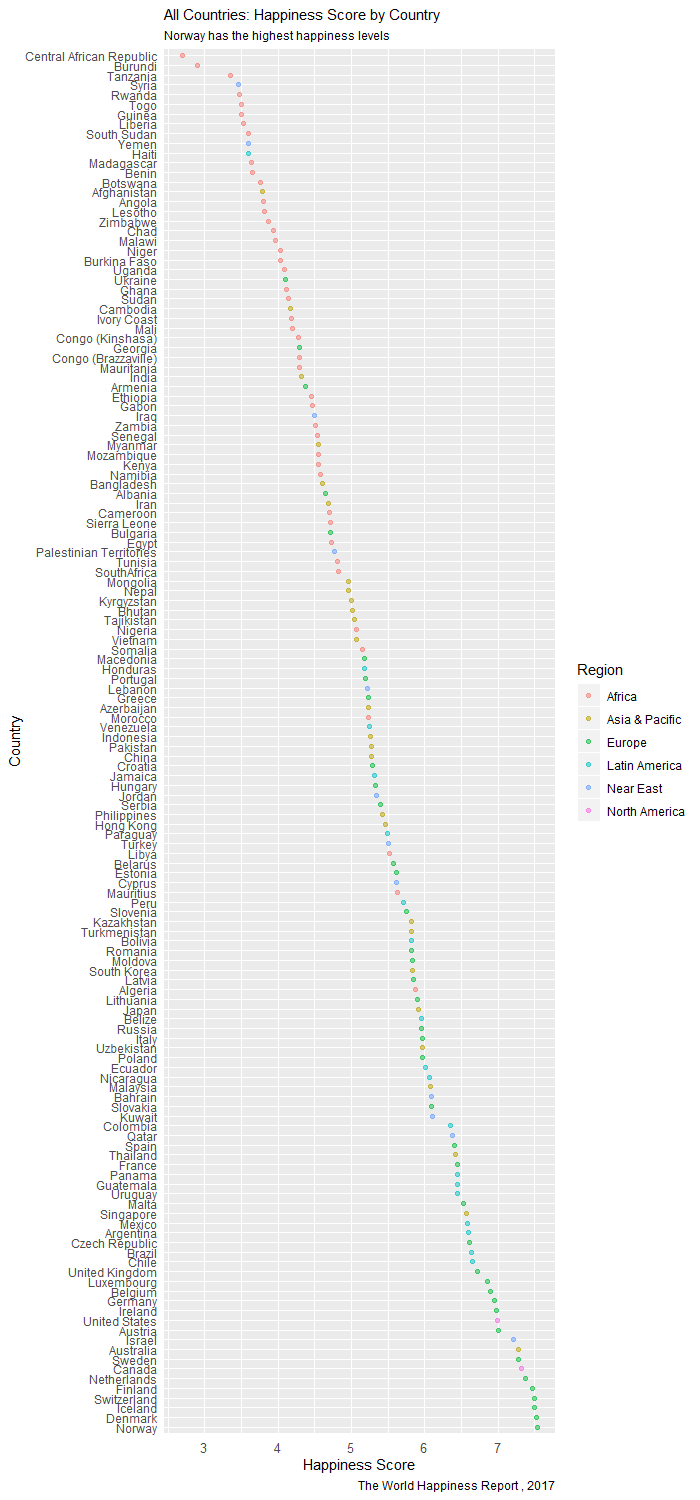 All Countries: Happiness Score by Country
Norway has the highest happiness levels
Central African Republic
Burundi
Tanzania
Syria
Rwanda
Togo
Guinea
Liberia
South Sudan
Yemen
Haiti
Madagascar
Benin
Botswana
Afghanistan
Angola
Lesotho
Zimbabwe
Chad
Malawi
Niger
Burkina Faso
Uganda
Ukraine
Ghana
Sudan
Cambodia
Ivory Coast
Mali
Congo (Kinshasa)
Georgia
Congo (Brazzaville)
Mauritania
India
Armenia
Ethiopia
Gabon
Iraq
Zambia
Senegal
Myanmar
Mozambique
Kenya
Namibia
Bangladesh
Albania
Iran
Cameroon
Sierra Leone
Bulgaria
Egypt
Palestinian Territories
Tunisia
SouthAfrica
Mongolia
Nepal
Kyrgyzstan
Bhutan
Tajikistan
Nigeria
Vietnam
Somalia
Macedonia
Honduras
Portugal
Lebanon
Greece
Azerbaijan
Morocco
Venezuela
Indonesia
Pakistan
China
Croatia
Jamaica
Hungary
Jordan
Serbia
Philippines
Hong Kong
Paraguay
Turkey
Libya
Belarus
Estonia
Cyprus
Mauritius
Peru
Slovenia
Kazakhstan
Turkmenistan
Bolivia
Romania
Moldova
South Korea
Latvia
Algeria
Lithuania
Japan
Belize
Russia
Italy
Uzbekistan
Poland
Ecuador
Nicaragua
Malaysia
Bahrain
Slovakia
Kuwait
Colombia
Qatar
Spain
Thailand
France
Panama
Guatemala
Uruguay
Malta
Singapore
Mexico
Argentina
Czech Republic
Brazil
Chile
United Kingdom
Luxembourg
Belgium
Germany
Ireland
United States
Austria
Israel
Australia
Sweden
Canada
Netherlands
Finland
Switzerland
Iceland
Denmark
Norway
Country
3 4 5 6 7
Happiness Score
The World Happiness Report , 2017
Region
Africa
Asia & Pacific
Europe
Latin America
Near East
North America